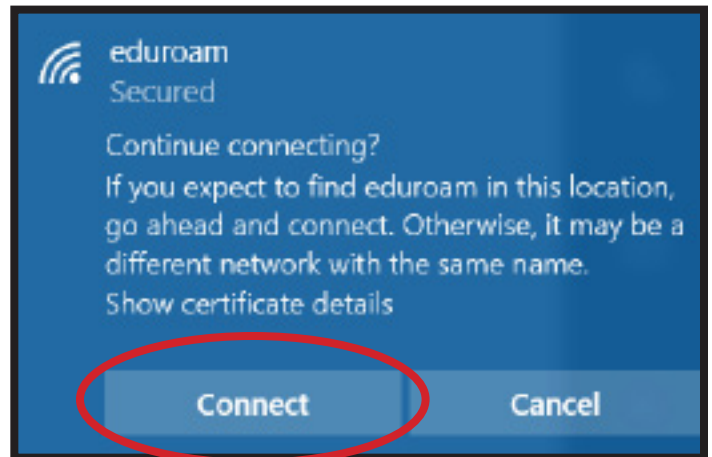 eduroam
Secured
Continue connecting?
If you expect to find eduroam in this location,
go ahead and connect. Otherwise, it may be a
different network with the same name.
Show certificate details
Connect Cancel